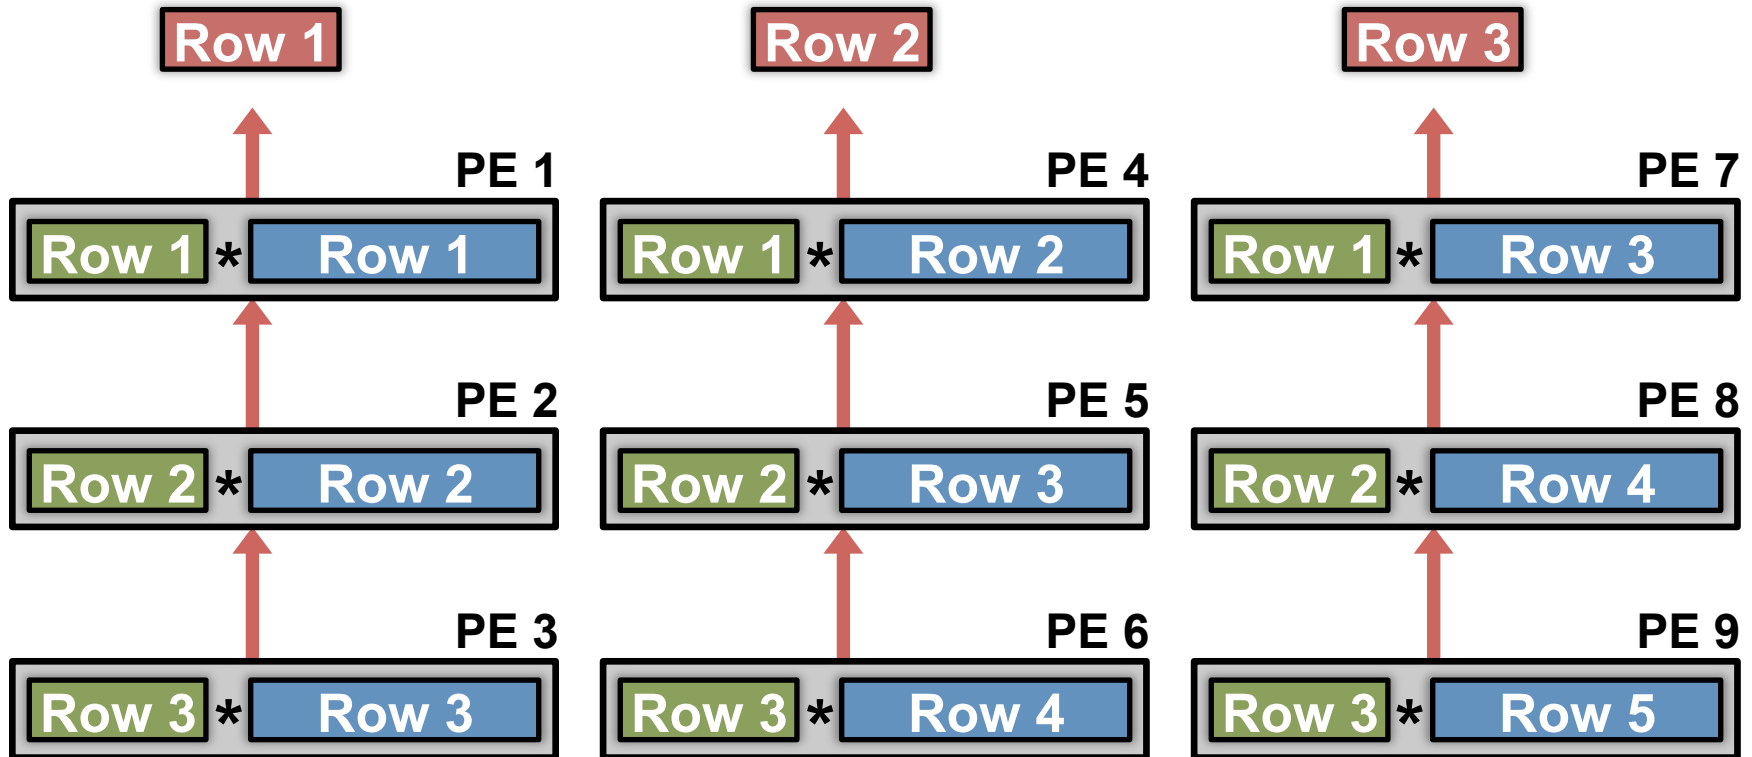 Row 1 Row 2 Row 3
PE 1 PE 4 PE 7
Row 1 * Row 1 Row 1 * Row 2 Row 1 * Row 3
PE 2 PE 5 PE 8
Row 2 * Row 2 Row 2 * Row 3 Row 2 * Row 4
PE 3 PE 6 PE 9
Row 3 * Row 3 Row 3 * Row 4 Row 3 * Row 5